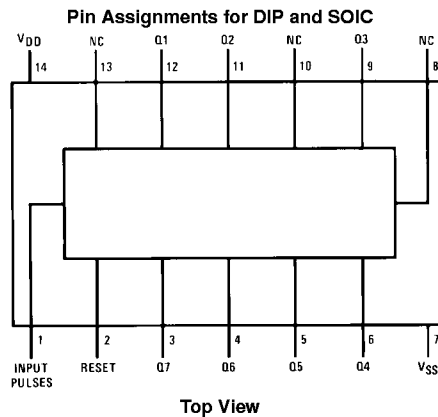 Pin Assignments for DIP and SOIC
VDD NC Q1 Q2 NC Q3 NC
14 13 12 11 10 9 8
1 2 3 4 5 6 7
INPUT PULSES RESET Q7 Q6 Q5 Q4 VSS
Top View